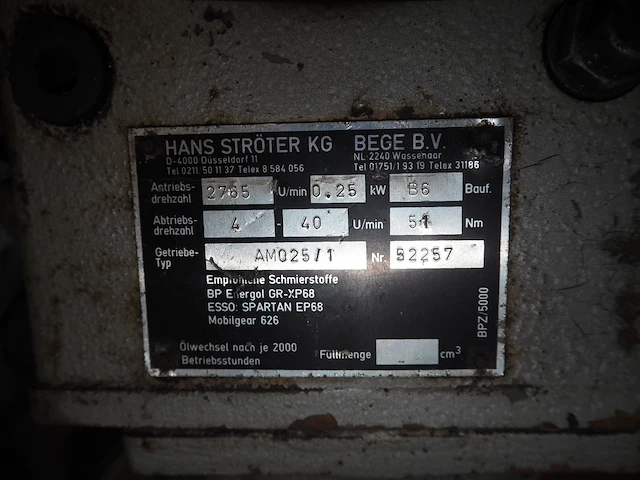 HANS STRÖTER KG BEGE B.V.
D-4000 Düsseldorf 11 NL-2240 Wassenaar
Tel 0211 50 11 37 Telex 8 584 056 Tel 01751/1 93 19 Telex 31186
Antriebs-
drehzahl 2765 U/min 0.25 kW B6 Bauf.
Abtriebs-
drehzahl 4 - 40 U/min 51 Nm
Getriebe-
Typ AM025/1 Nr. 52257
Empfohlene Schmierstoffe
BP Energol GR-XP68
ESSO: SPARTAN EP68
Mobilgear 626
Ölwechsel nach je 2000
Betriebsstunden Füllmenge cm³
BPZ/5000